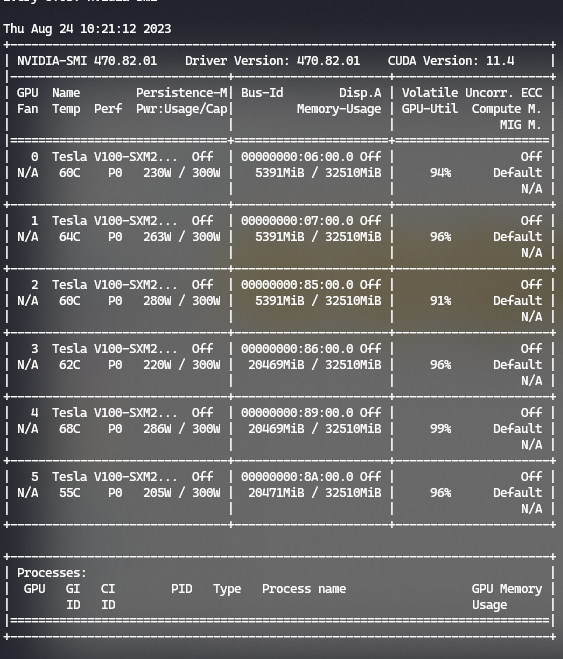 Thu Aug 24 10:21:12 2023
+-----------------------------------------------------------------------------+
| NVIDIA-SMI 470.82.01    Driver Version: 470.82.01    CUDA Version: 11.4     |
|-------------------------------+----------------------+----------------------+
| GPU  Name        Persistence-M| Bus-Id        Disp.A | Volatile Uncorr. ECC |
| Fan  Temp  Perf  Pwr:Usage/Cap|         Memory-Usage | GPU-Util  Compute M. |
|                               |                      |               MIG M. |
|===============================+======================+======================|
|   0  Tesla V100-SXM2...  Off  | 00000000:06:00.0 Off |                  Off |
| N/A   60C    P0   230W / 300W |   5391MiB / 32510MiB |     94%      Default |
|                               |                      |                  N/A |
+-------------------------------+----------------------+----------------------+
|   1  Tesla V100-SXM2...  Off  | 00000000:07:00.0 Off |                  Off |
| N/A   64C    P0   263W / 300W |   5391MiB / 32510MiB |     96%      Default |
|                               |                      |                  N/A |
+-------------------------------+----------------------+----------------------+
|   2  Tesla V100-SXM2...  Off  | 00000000:85:00.0 Off |                  Off |
| N/A   60C    P0   280W / 300W |   5391MiB / 32510MiB |     91%      Default |
|                               |                      |                  N/A |
+-------------------------------+----------------------+----------------------+
|   3  Tesla V100-SXM2...  Off  | 00000000:86:00.0 Off |                  Off |
| N/A   62C    P0   220W / 300W |  20469MiB / 32510MiB |     96%      Default |
|                               |                      |                  N/A |
+-------------------------------+----------------------+----------------------+
|   4  Tesla V100-SXM2...  Off  | 00000000:89:00.0 Off |                  Off |
| N/A   68C    P0   286W / 300W |  20469MiB / 32510MiB |     99%      Default |
|                               |                      |                  N/A |
+-------------------------------+----------------------+----------------------+
|   5  Tesla V100-SXM2...  Off  | 00000000:8A:00.0 Off |                  Off |
| N/A   55C    P0   205W / 300W |  20471MiB / 32510MiB |     96%      Default |
|                               |                      |                  N/A |
+-------------------------------+----------------------+----------------------+

+-----------------------------------------------------------------------------+
| Processes:                                                                  |
|  GPU   GI   CI        PID   Type   Process name                  GPU Memory |
|        ID   ID                                                   Usage      |
|=============================================================================|
+-----------------------------------------------------------------------------+